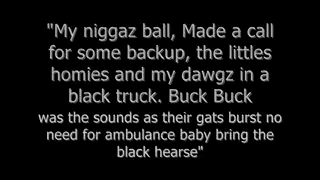 "My niggaz ball, Made a call
for some backup, the littles
homies and my dawgz in a
black truck. Buck Buck
was the sounds as their gats burst no
need for ambulance baby bring the
black hearse"